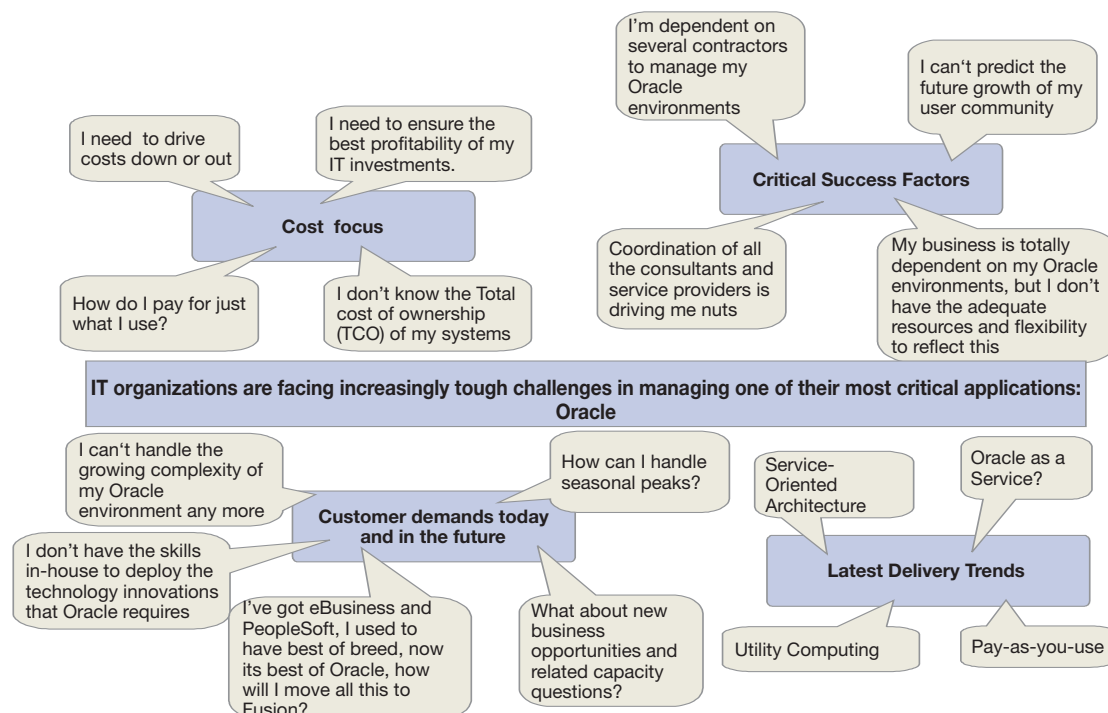 I'm dependent on
several contractors
to manage my
Oracle
environments
I can't predict the
future growth of my
user community
I need  to drive
costs down or out
I need to ensure the
best profitability of my
IT investments.
Critical Success Factors
Cost  focus
Coordination of all
the consultants and
service providers is
driving me nuts
My business is totally
dependent on my Oracle
environments, but I don't
have the adequate
resources and flexibility
to reflect this
How do I pay for just
what I use?
I don't know the Total
cost of ownership
(TCO) of my systems
IT organizations are facing increasingly tough challenges in managing one of their most critical applications:
Oracle
I can't handle the
growing complexity of
my Oracle
environment any more
How can I handle
seasonal peaks?
Service-
Oriented
Architecture
Oracle as a
Service?
Customer demands today
and in the future
I don't have the skills
in-house to deploy the
technology innovations
that Oracle requires
Latest Delivery Trends
I've got eBusiness and
PeopleSoft, I used to
have best of breed, now
its best of Oracle, how
will I move all this to
Fusion?
What about new
business
opportunities and
related capacity
questions?
Utility Computing
Pay-as-you-use